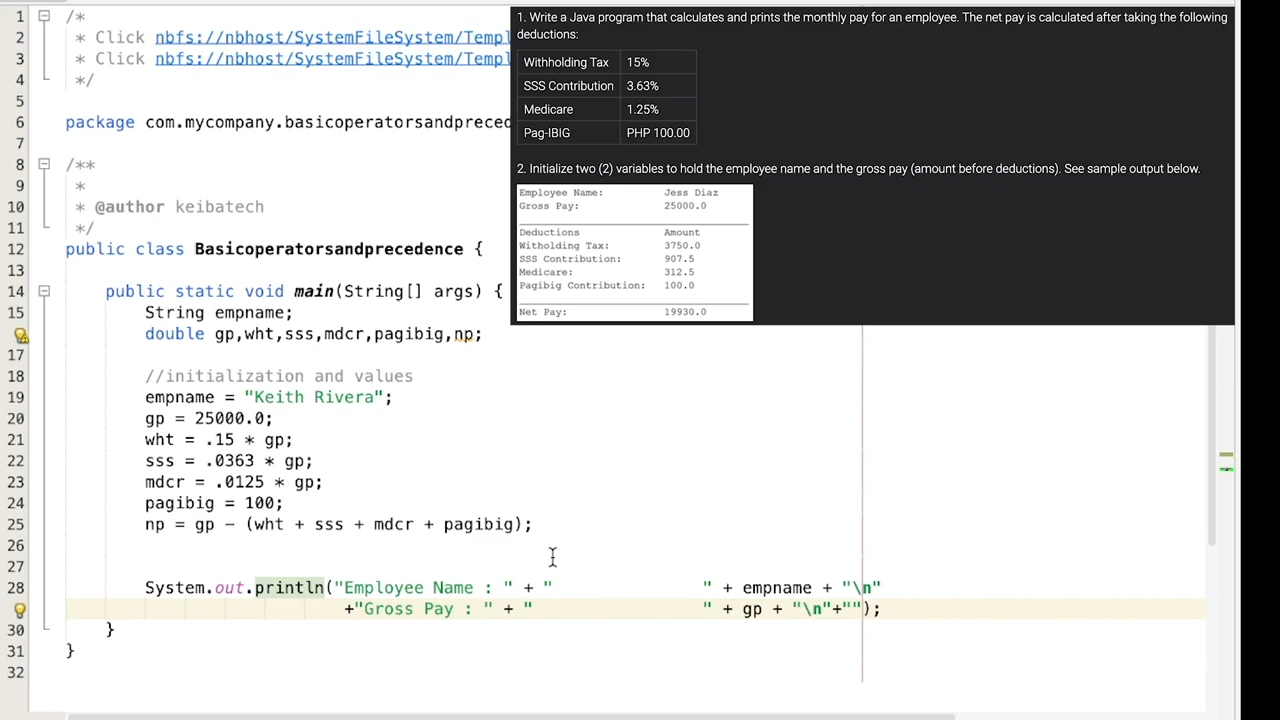 1. Write a Java program that calculates and prints the monthly pay for an employee. The net pay is calculated after taking the following
deductions:
Withholding Tax 15%
SSS Contribution 3.63%
Medicare 1.25%
Pag-IBIG PHP 100.00
2. Initialize two (2) variables to hold the employee name and the gross pay (amount before deductions). See sample output below.
Employee Name: Jess Diaz
Gross Pay: 25000.0
Deductions Amount
Witholding Tax: 3750.0
SSS Contribution: 907.5
Medicare: 312.5
Pagibig Contribution: 100.0
Net Pay: 19930.0
1 /*
2 * Click nbfs://nbhost/SystemFileSystem/Templ
3 * Click nbfs://nbhost/SystemFileSystem/Templ
4 */
5
6 package com.mycompany.basicoperatorsandpreced
7
8 /**
9 *
10 * @author keibatech
11 */
12 public class Basicoperatorsandprecedence {
13
14 public static void main(String[] args) {
15 String empname;
double gp,wht,sss,mdcr,pagibig,np;
17
18 //initialization and values
19 empname = "Keith Rivera";
20 gp = 25000.0;
21 wht = .15 * gp;
22 sss = .0363 * gp;
23 mdcr = .0125 * gp;
24 pagibig = 100;
25 np = gp - (wht + sss + mdcr + pagibig);
26
27
28 System.out.println("Employee Name : " + "                " + empname + "\n"
+"Gross Pay : " + "                  " + gp + "\n"+"");
30 }
31 }
32